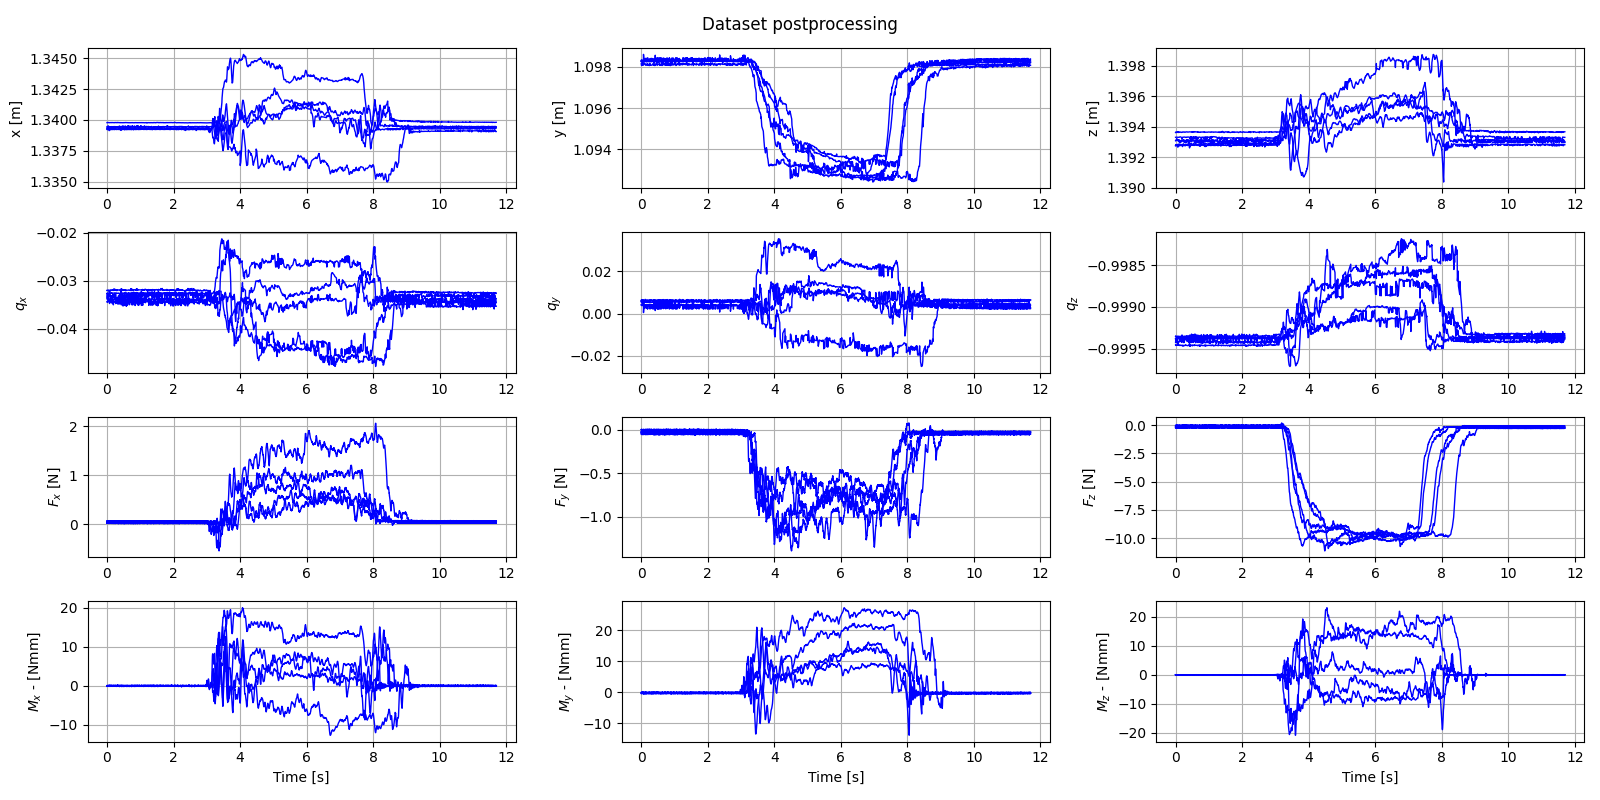 Dataset postprocessing
x [m]
1.3450
1.3425
1.3400
1.3375
1.3350
0 2 4 6 8 10 12
y [m]
1.098
1.096
1.094
0 2 4 6 8 10 12
z [m]
1.398
1.396
1.394
1.392
1.390
0 2 4 6 8 10 12
qₓ
−0.02
−0.03
−0.04
0 2 4 6 8 10 12
q_y
0.02
0.00
−0.02
0 2 4 6 8 10 12
q_z
−0.9985
−0.9990
−0.9995
0 2 4 6 8 10 12
Fₓ [N]
2
1
0
0 2 4 6 8 10 12
F_y [N]
0.0
−0.5
−1.0
0 2 4 6 8 10 12
F_z [N]
0.0
−2.5
−5.0
−7.5
−10.0
0 2 4 6 8 10 12
Mₓ - [Nmm]
20
10
0
−10
0 2 4 6 8 10 12
Time [s]
M_y - [Nmm]
20
10
0
−10
0 2 4 6 8 10 12
Time [s]
M_z - [Nmm]
20
10
0
−10
−20
0 2 4 6 8 10 12
Time [s]